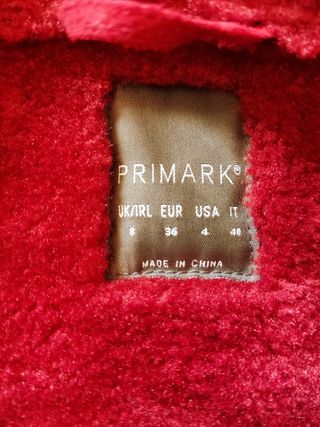 PRIMARK®
UK/IRL EUR USA IT
8 36 4 40
MADE IN CHINA